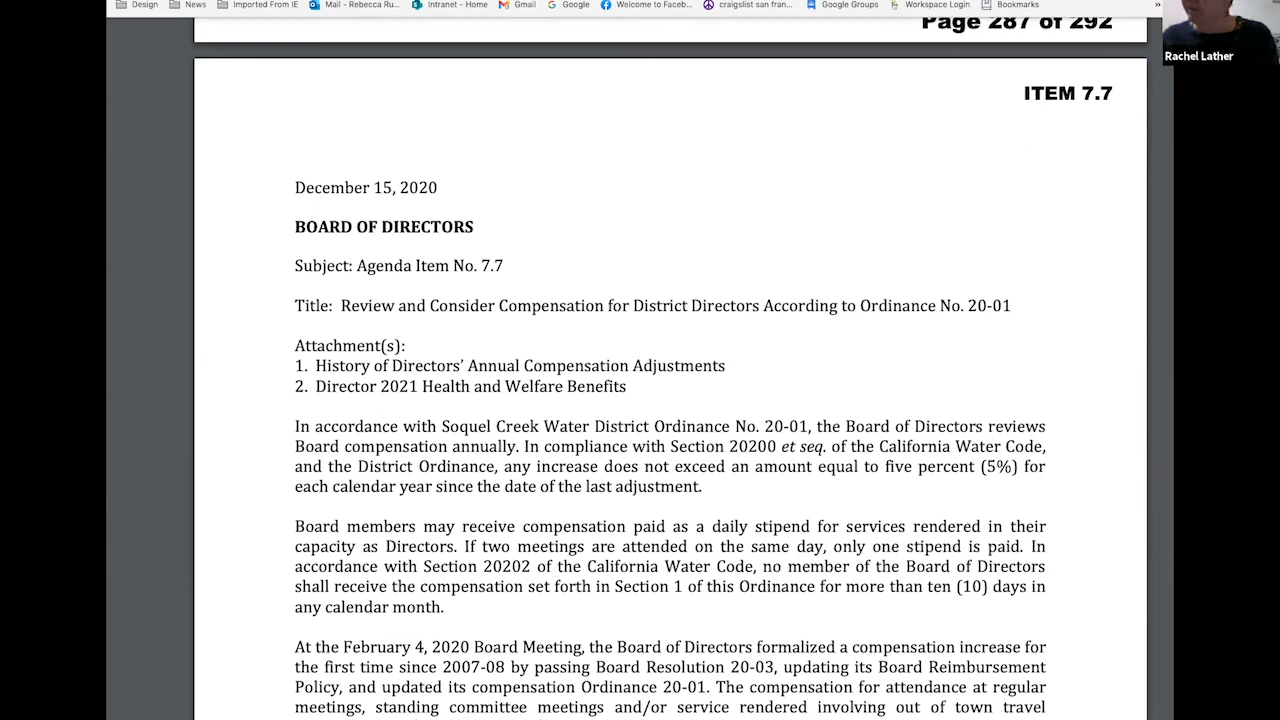 Design News Imported From IE Mail - Rebecca Ru... Intranet - Home Gmail Google Welcome to Faceb... craigslist san fran... Google Groups Workspace Login Bookmarks »
Page 287 of 292
Rachel Lather
ITEM 7.7
December 15, 2020
BOARD OF DIRECTORS
Subject: Agenda Item No. 7.7
Title: Review and Consider Compensation for District Directors According to Ordinance No. 20-01
Attachment(s):
1. History of Directors’ Annual Compensation Adjustments
2. Director 2021 Health and Welfare Benefits
In accordance with Soquel Creek Water District Ordinance No. 20-01, the Board of Directors reviews
Board compensation annually. In compliance with Section 20200 et seq. of the California Water Code,
and the District Ordinance, any increase does not exceed an amount equal to five percent (5%) for
each calendar year since the date of the last adjustment.
Board members may receive compensation paid as a daily stipend for services rendered in their
capacity as Directors. If two meetings are attended on the same day, only one stipend is paid. In
accordance with Section 20202 of the California Water Code, no member of the Board of Directors
shall receive the compensation set forth in Section 1 of this Ordinance for more than ten (10) days in
any calendar month.
At the February 4, 2020 Board Meeting, the Board of Directors formalized a compensation increase for
the first time since 2007-08 by passing Board Resolution 20-03, updating its Board Reimbursement
Policy, and updated its compensation Ordinance 20-01. The compensation for attendance at regular
meetings, standing committee meetings and/or service rendered involving out of town travel